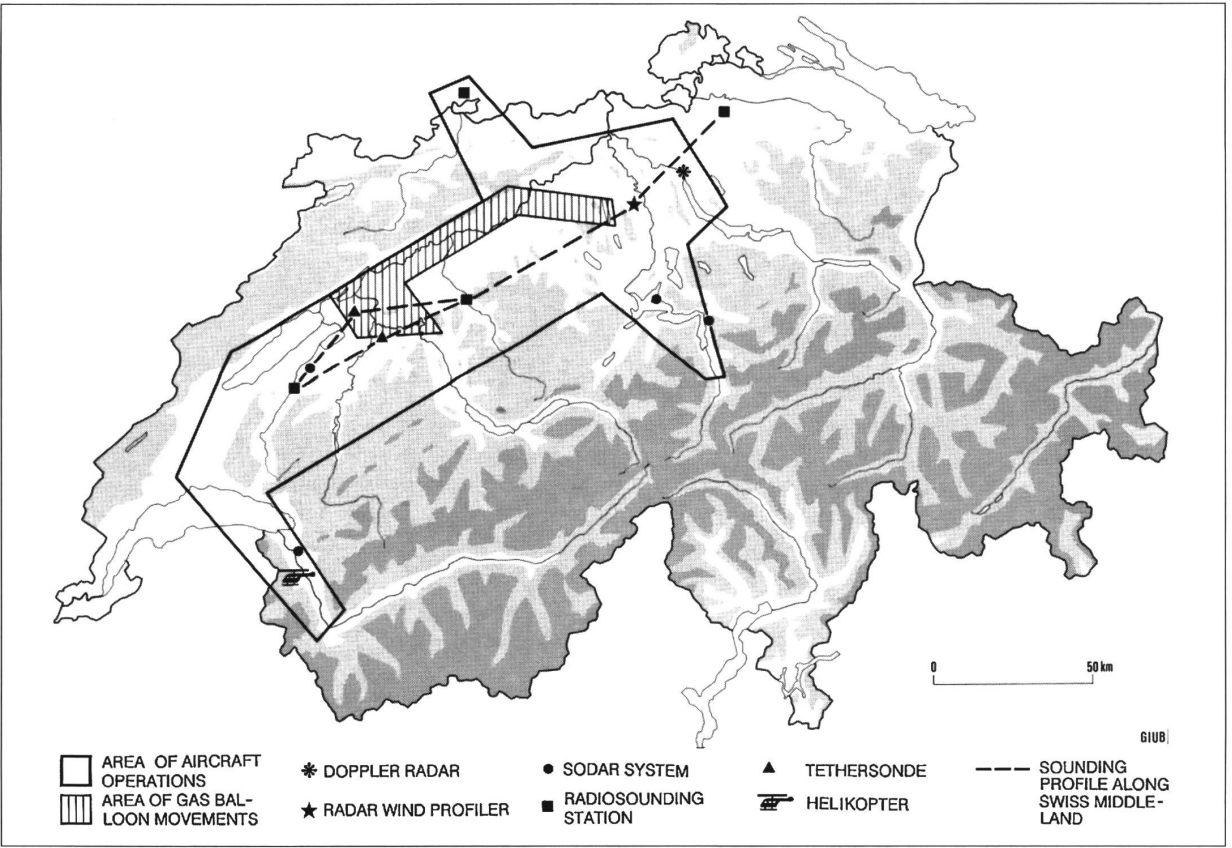 0 50 km
GIUB
AREA OF AIRCRAFT
OPERATIONS
AREA OF GAS BAL-
LOON MOVEMENTS
DOPPLER RADAR
RADAR WIND PROFILER
SODAR SYSTEM
RADIOSOUNDING
STATION
TETHERSONDE
HELIKOPTER
SOUNDING
PROFILE ALONG
SWISS MIDDLE-
LAND